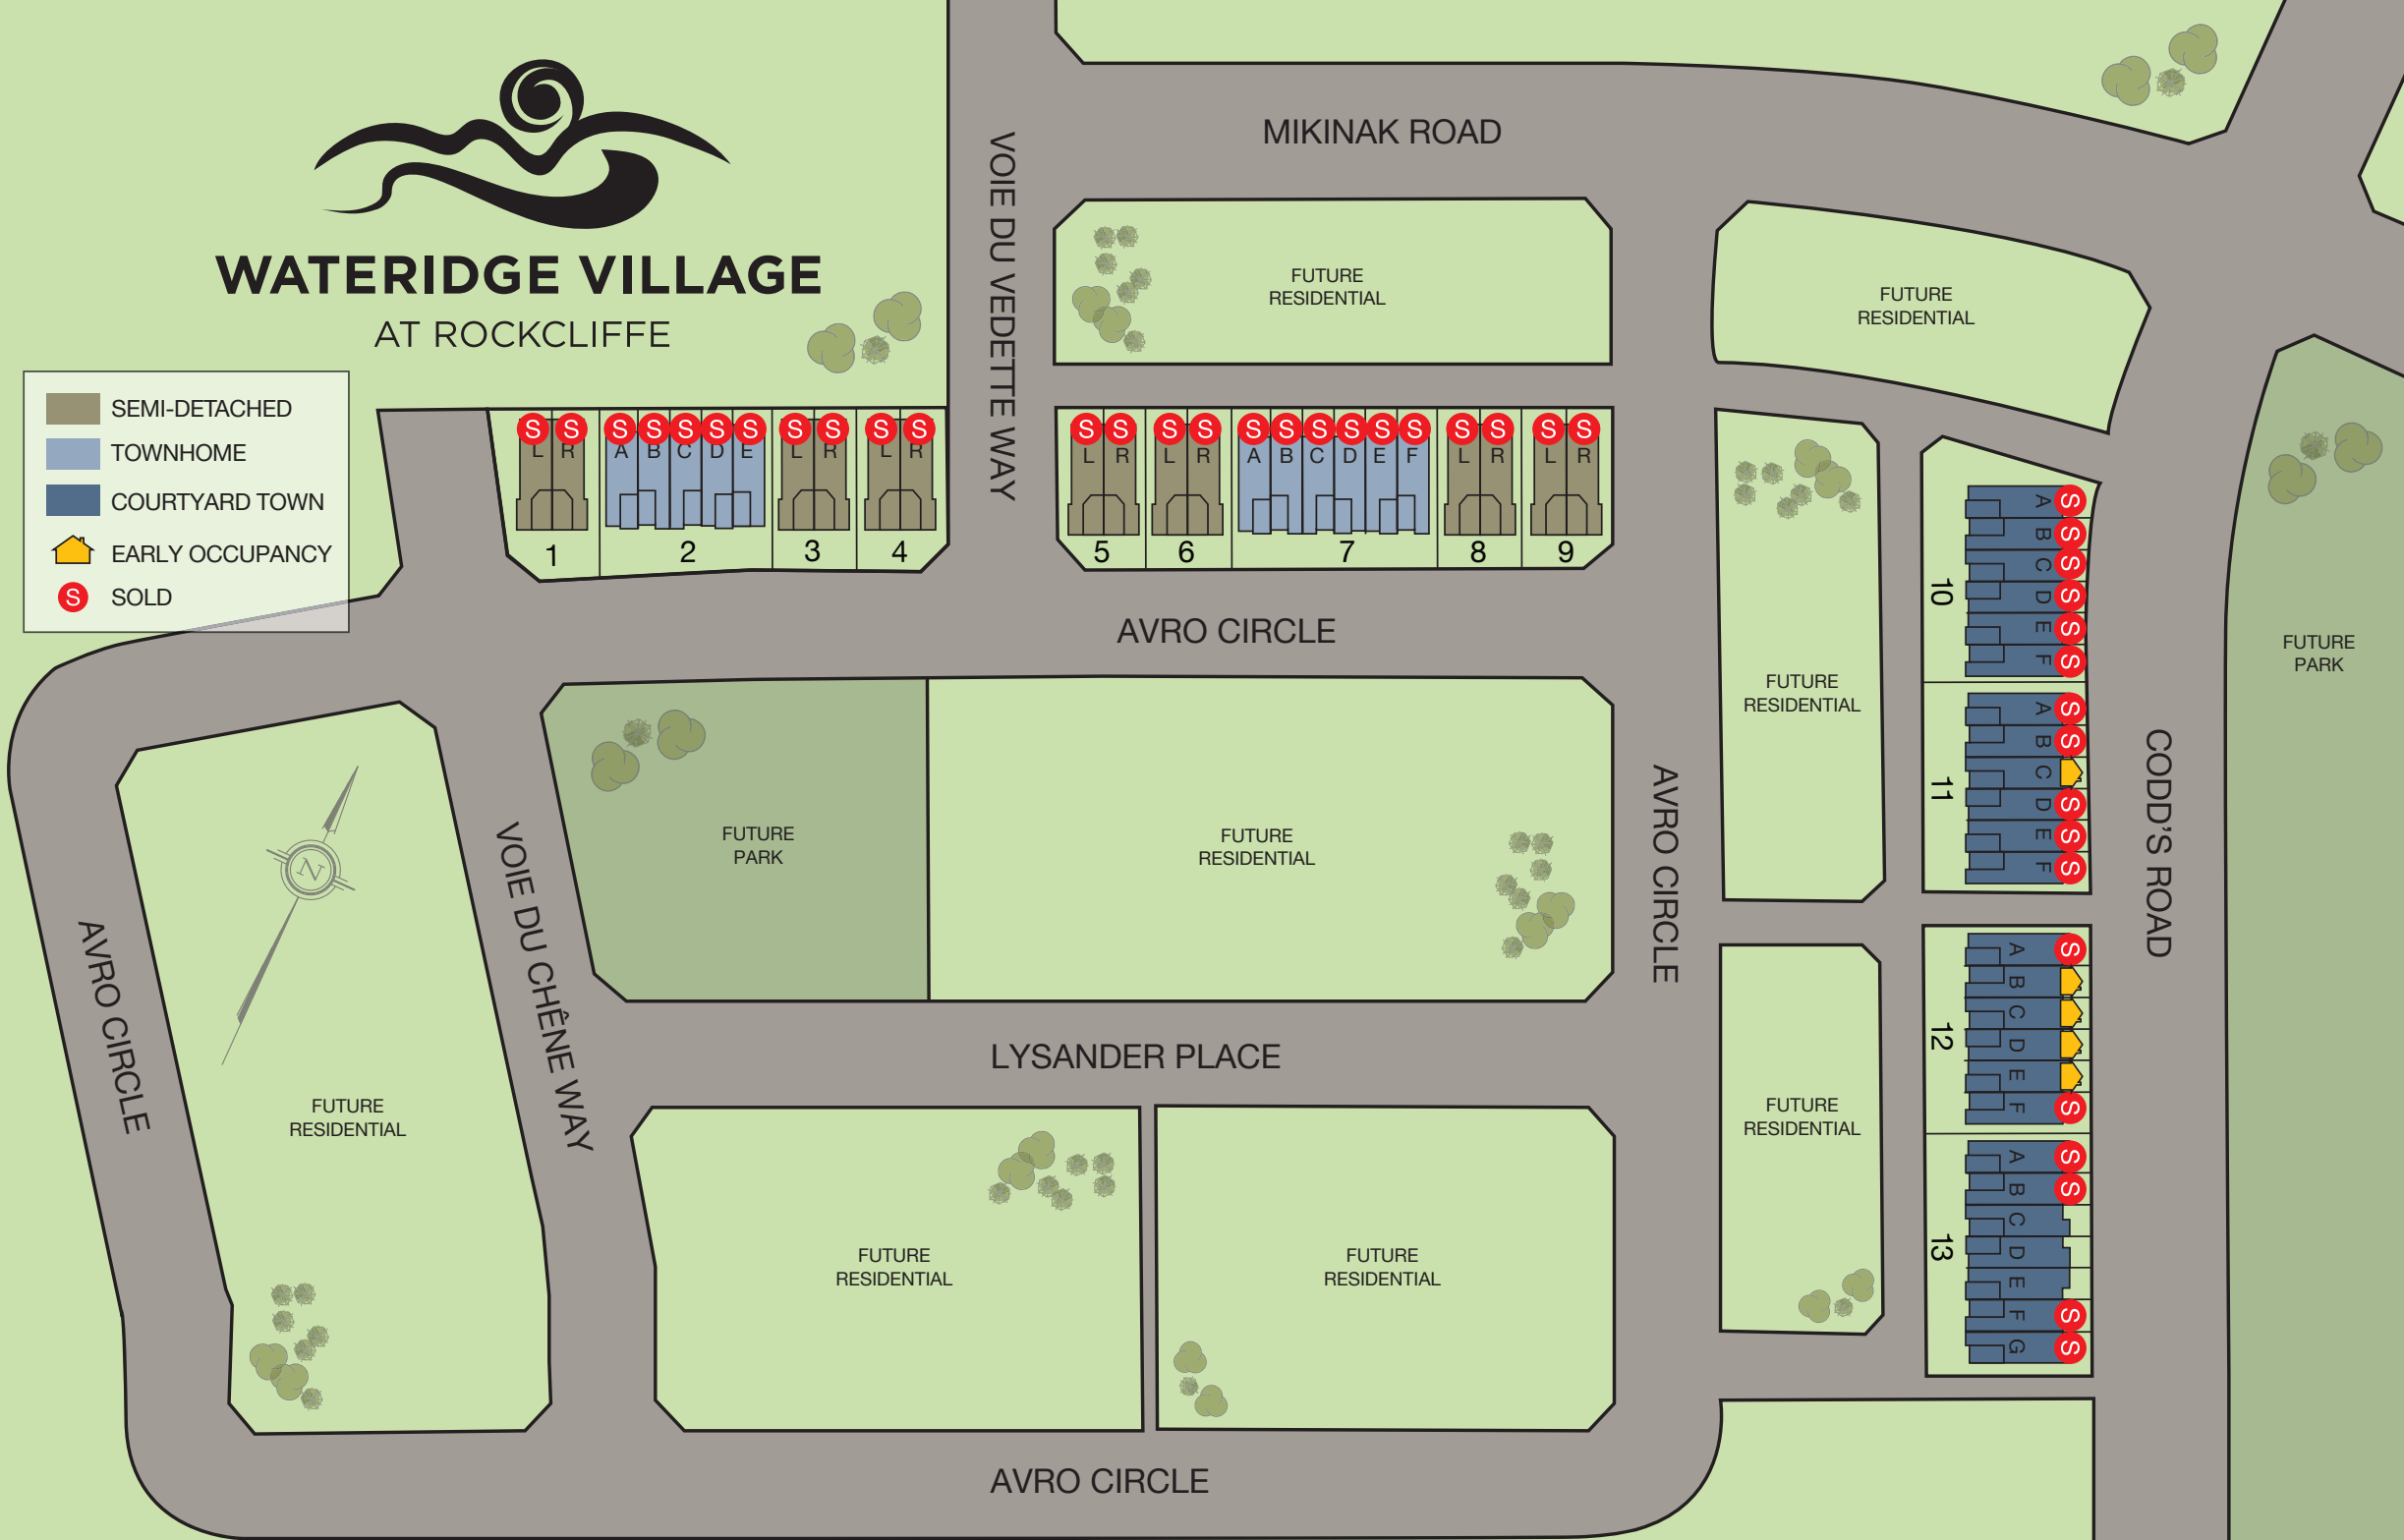 WATERIDGE VILLAGE
AT ROCKCLIFFE
SEMI-DETACHED
TOWNHOME
COURTYARD TOWN
EARLY OCCUPANCY
S SOLD
MIKINAK ROAD
VOIE DU VEDETTE WAY
FUTURE
RESIDENTIAL
FUTURE
RESIDENTIAL
S S S S S S S S S S S
L R A B C D E L R L R
1 2 3 4
S S S S S S S S S S S S S S
L R L R A B C D E F L R L R
5 6 7 8 9
AVRO CIRCLE
FUTURE
PARK
FUTURE
RESIDENTIAL
AVRO CIRCLE
FUTURE
RESIDENTIAL
10
A S
B S
C S
D S
E S
F S
11
A S
B S
C
D S
E S
F S
CODD'S ROAD
FUTURE
PARK
N
AVRO CIRCLE
FUTURE
RESIDENTIAL
VOIE DU CHÊNE WAY
LYSANDER PLACE
FUTURE
RESIDENTIAL
FUTURE
RESIDENTIAL
FUTURE
RESIDENTIAL
12
A S
B
C
D
E
F S
13
A S
B S
C
D
E
F S
G S
AVRO CIRCLE